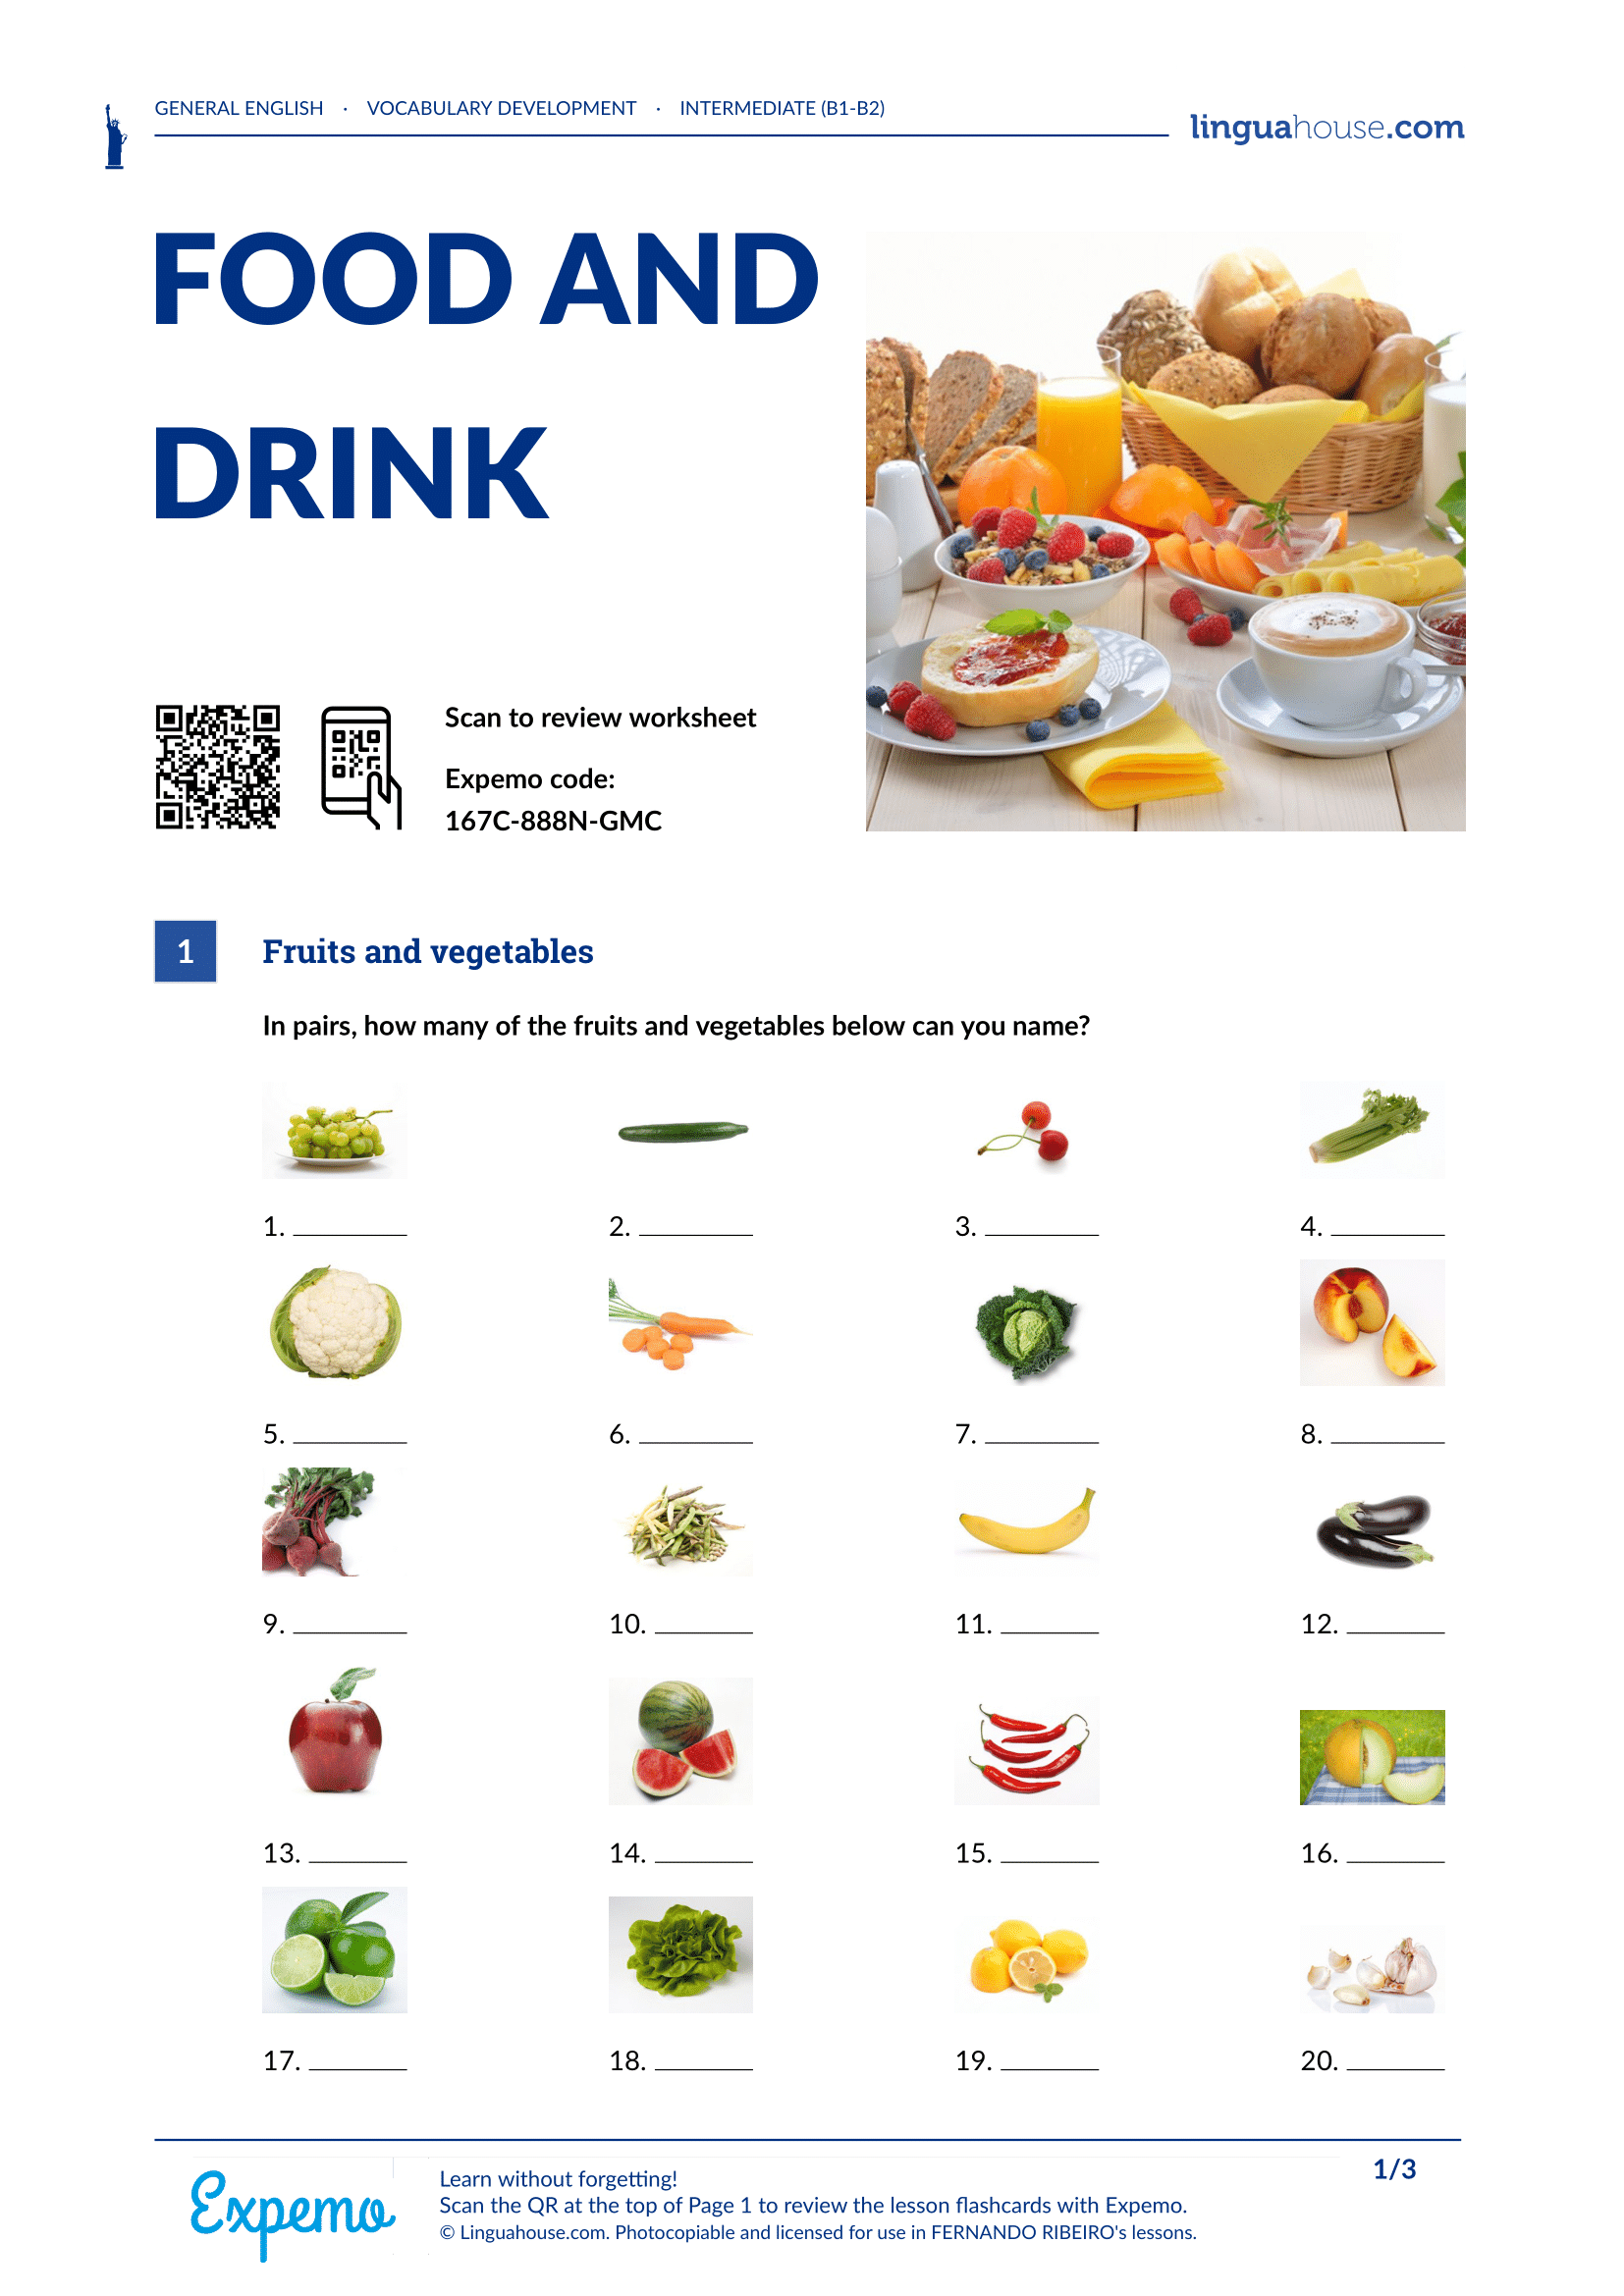 GENERAL ENGLISH · VOCABULARY DEVELOPMENT · INTERMEDIATE (B1-B2)
linguahouse.com
FOOD AND
DRINK
Scan to review worksheet
Expemo code:
167C-888N-GMC
1 Fruits and vegetables
In pairs, how many of the fruits and vegetables below can you name?
1. 2. 3. 4.
5. 6. 7. 8.
9. 10. 11. 12.
13. 14. 15. 16.
17. 18. 19. 20.
Expemo
Learn without forgetting!
Scan the QR at the top of Page 1 to review the lesson flashcards with Expemo.
© Linguahouse.com. Photocopiable and licensed for use in FERNANDO RIBEIRO's lessons.
1/3